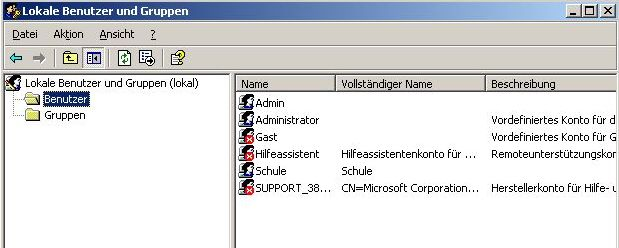 Lokale Benutzer und Gruppen
Datei Aktion Ansicht ?
Lokale Benutzer und Gruppen (lokal)
Benutzer
Gruppen
Name Vollständiger Name Beschreibung
Admin
Administrator Vordefiniertes Konto für d
Gast Vordefiniertes Konto für G
Hilfeassistent Hilfeassistentenkonto für ... Remoteunterstützungskon
Schule Schule
SUPPORT_38... CN=Microsoft Corporation... Herstellerkonto für Hilfe- u